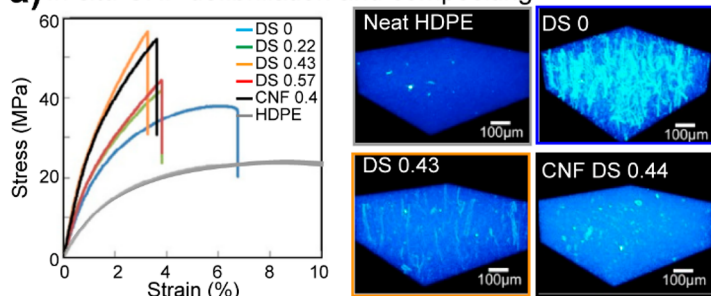 a)
60
40
20
0
Stress (MPa)
0 2 4 6 8 10
Strain (%)
DS 0
DS 0.22
DS 0.43
DS 0.57
CNF 0.4
HDPE
Neat HDPE
100µm
DS 0
100µm
DS 0.43
100µm
CNF DS 0.44
100µm